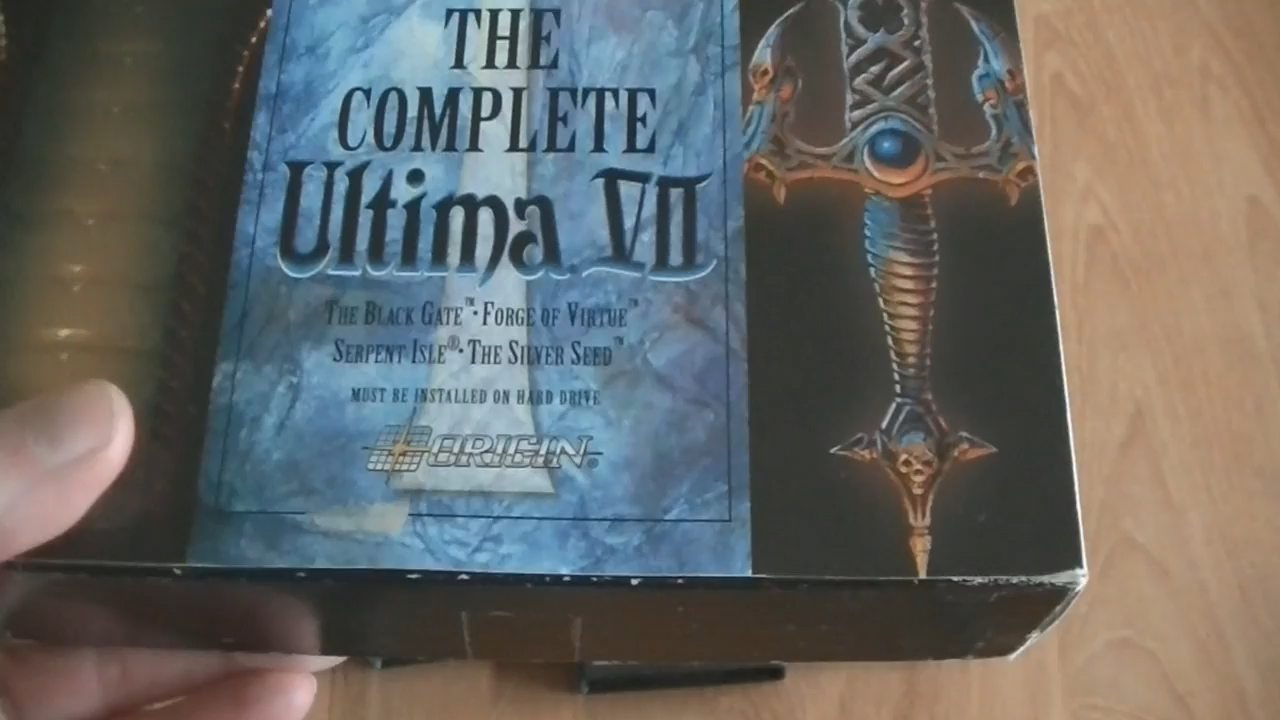 THE
COMPLETE
Ultima VII
THE BLACK GATE™ · FORGE OF VIRTUE™
SERPENT ISLE® · THE SILVER SEED™
MUST BE INSTALLED ON HARD DRIVE
ORIGIN®